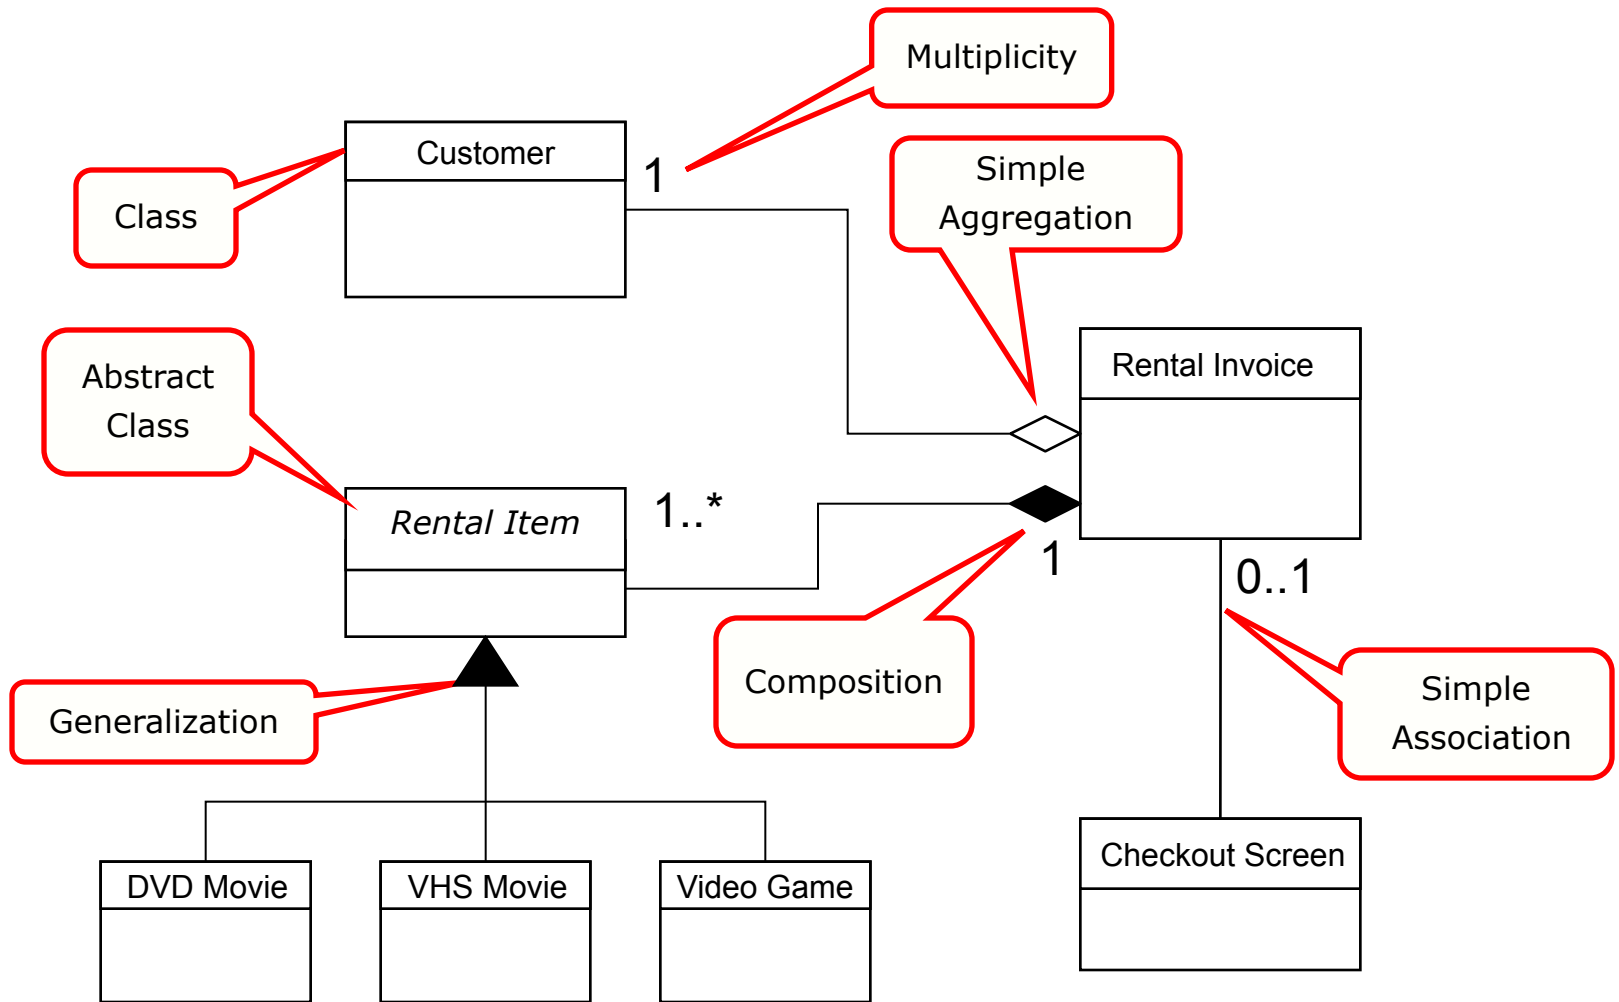 Multiplicity
Customer
1
Class
Simple
Aggregation
Abstract
Class
Rental Invoice
Rental Item
1..*
1
0..1
Generalization
Composition
Simple
Association
DVD Movie
VHS Movie
Video Game
Checkout Screen